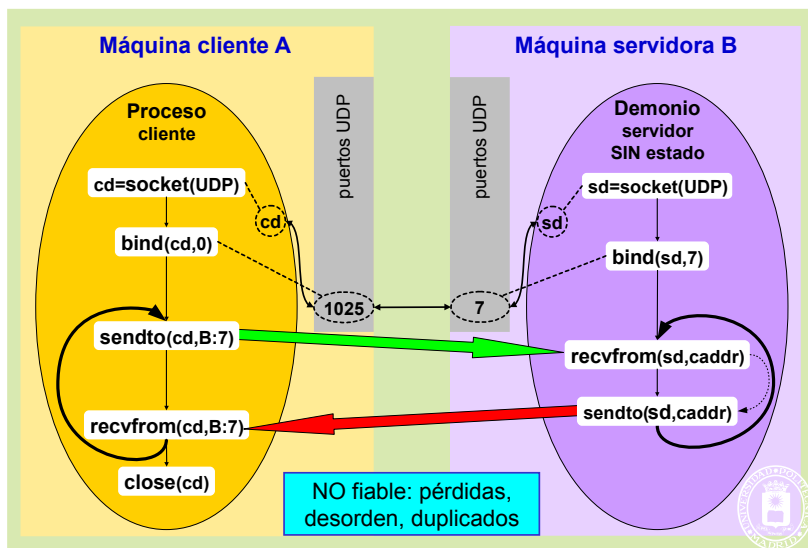 Máquina cliente A
Proceso
cliente
cd=socket(UDP)
cd
bind(cd,0)
sendto(cd,B:7)
recvfrom(cd,B:7)
close(cd)
puertos UDP
1025
puertos UDP
7
Máquina servidora B
Demonio
servidor
SIN estado
sd=socket(UDP)
sd
bind(sd,7)
recvfrom(sd,caddr)
sendto(sd,caddr)
NO fiable: pérdidas,
desorden, duplicados